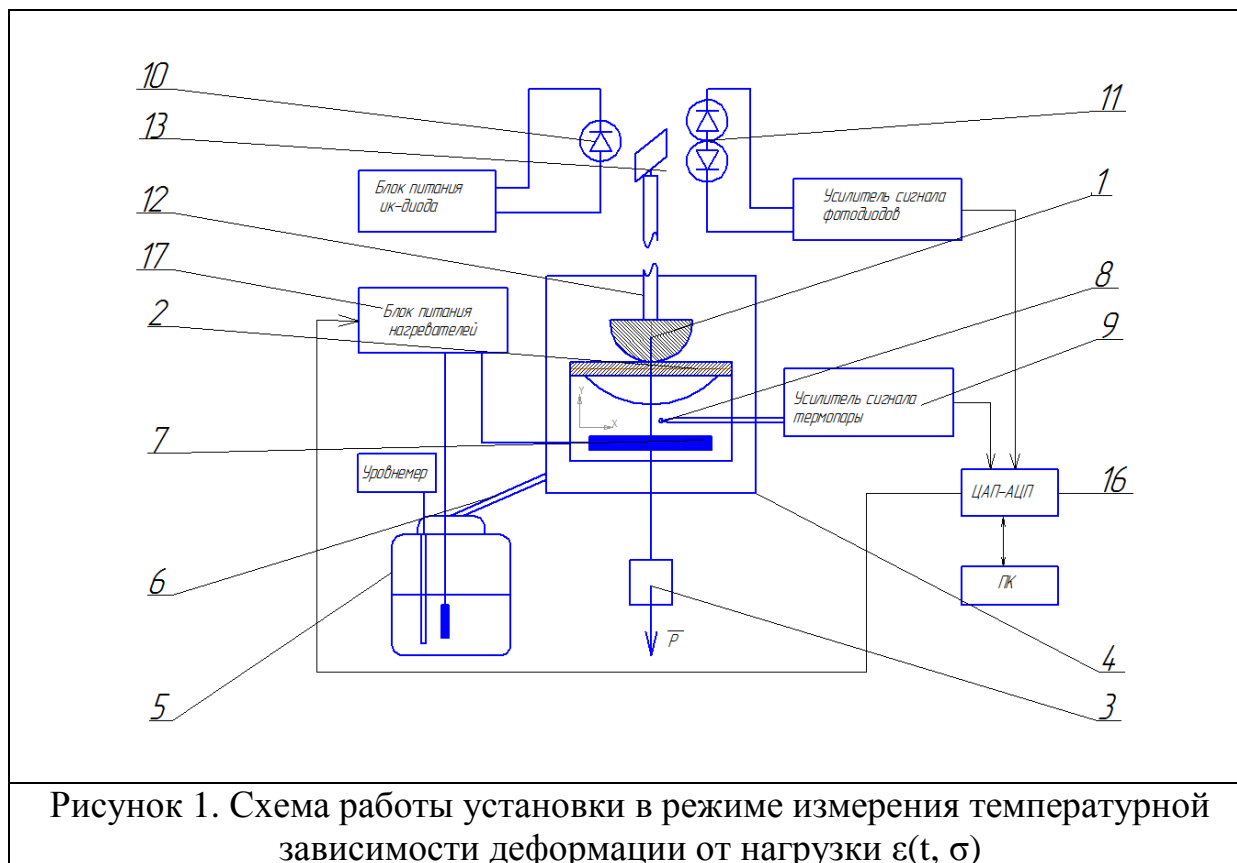 10
13
12
17
2
7
6
5
Блок питания
ик-диода
Блок питания
нагревателей
Уровнемер
Y
X
P
Усилитель сигнала
фотодиодов
Усилитель сигнала
термопары
ЦАП-АЦП
ПК
11
1
8
9
16
4
3
Рисунок 1. Схема работы установки в режиме измерения температурной
зависимости деформации от нагрузки ε(t, σ)